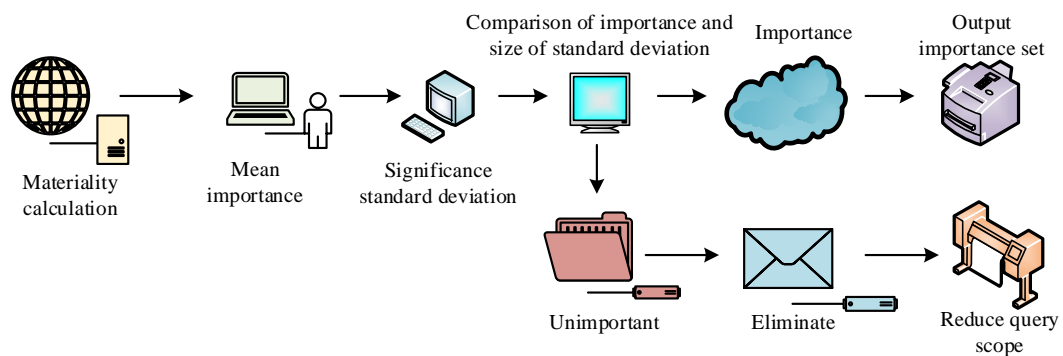 Comparison of importance and
size of standard deviation
Importance
Output
importance set
Materiality
calculation
Mean
importance
Significance
standard deviation
Unimportant
Eliminate
Reduce query
scope